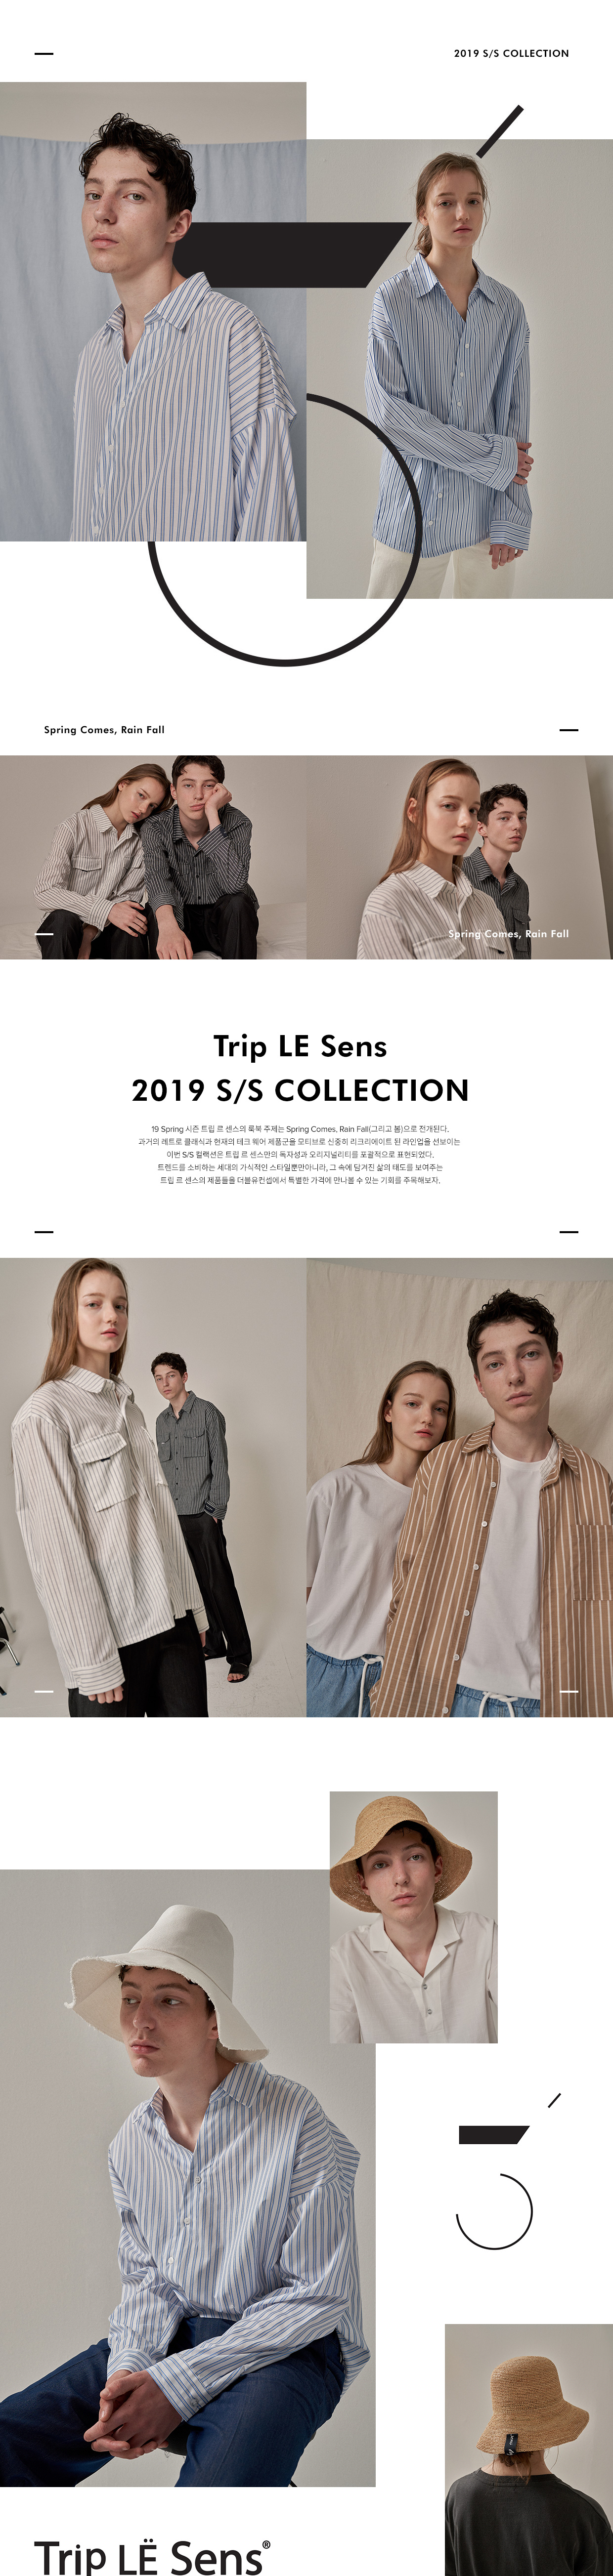 2019 S/S COLLECTION
Spring Comes, Rain Fall
Spring Comes, Rain Fall
Trip LE Sens
2019 S/S COLLECTION
19 Spring 시즌 트립 르 센스의 룩북 주제는 Spring Comes, Rain Fall(그리고 봄)으로 전개된다.
과거의 레트로 클래식과 현재의 테크 웨어 제품군을 모티브로 신중히 리크리에이트 된 라인업을 선보이는
이번 S/S 컬랙션은 트립 르 센스만의 독자성과 오리지널리티를 포괄적으로 표현되었다.
트렌드를 소비하는 세대의 가식적인 스타일뿐만아니라, 그 속에 담겨진 삶의 태도를 보여주는
트립 르 센스의 제품들을 더블유컨셉에서 특별한 가격에 만나볼 수 있는 기회를 주목해보자.
Trip LË Sens®